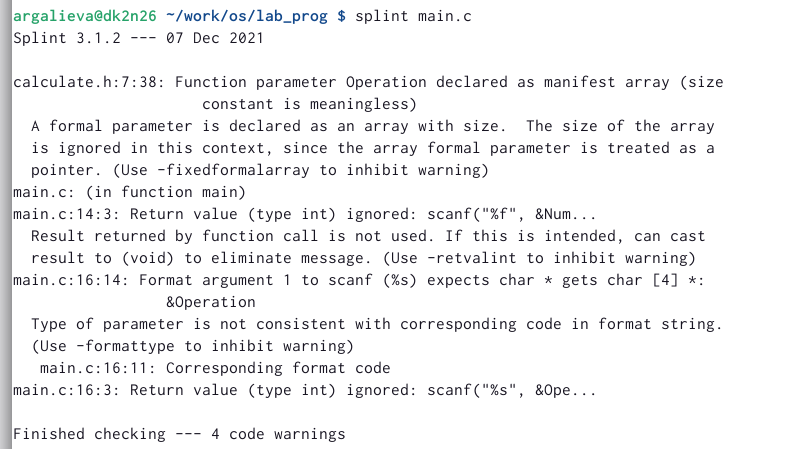 argalieva@dk2n26 ~/work/os/lab_prog $ splint main.c
Splint 3.1.2 --- 07 Dec 2021

calculate.h:7:38: Function parameter Operation declared as manifest array (size
                     constant is meaningless)
  A formal parameter is declared as an array with size.  The size of the array
  is ignored in this context, since the array formal parameter is treated as a
  pointer. (Use -fixedformalarray to inhibit warning)
main.c: (in function main)
main.c:14:3: Return value (type int) ignored: scanf("%f", &Num...
  Result returned by function call is not used. If this is intended, can cast
  result to (void) to eliminate message. (Use -retvalint to inhibit warning)
main.c:16:14: Format argument 1 to scanf (%s) expects char * gets char [4] *:
                 &Operation
  Type of parameter is not consistent with corresponding code in format string.
  (Use -formattype to inhibit warning)
   main.c:16:11: Corresponding format code
main.c:16:3: Return value (type int) ignored: scanf("%s", &Ope...

Finished checking --- 4 code warnings